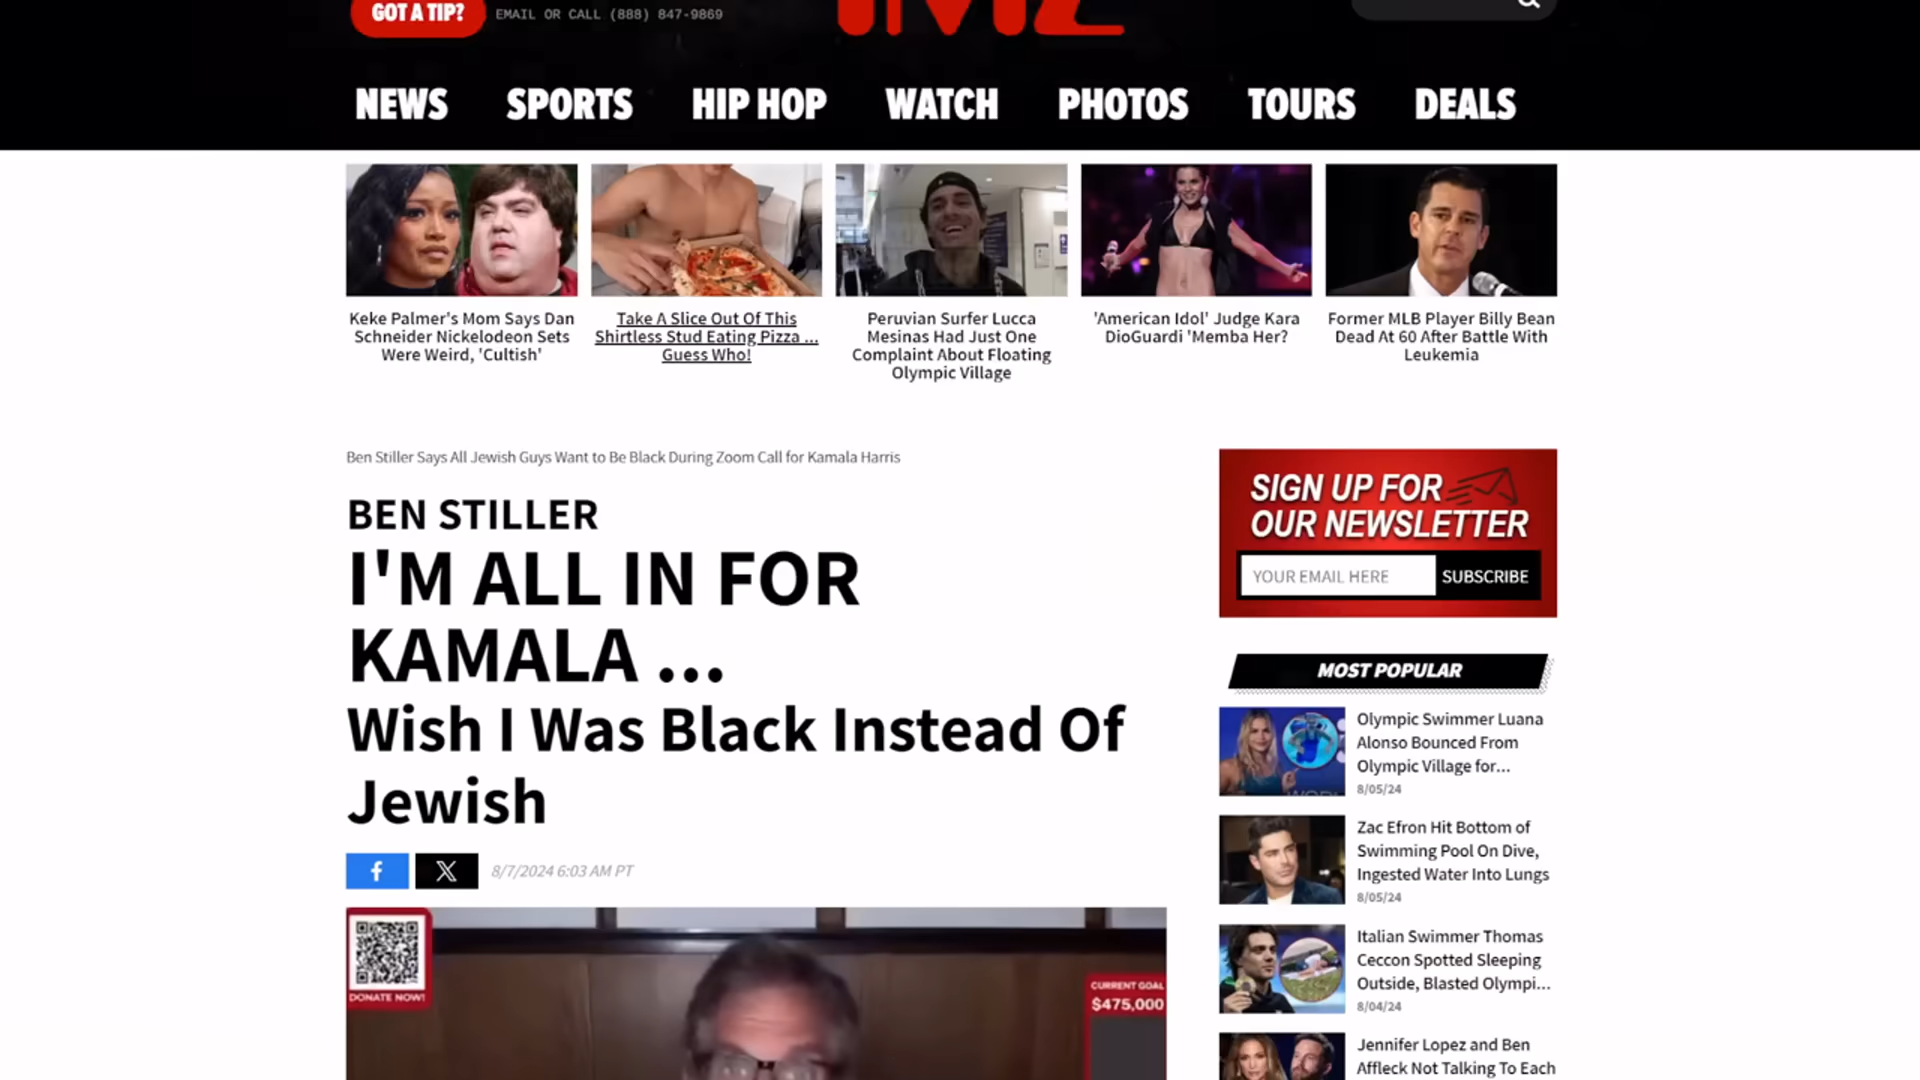 GOT A TIP?
EMAIL OR CALL (888) 847-9869
TMZ
NEWS
SPORTS
HIP HOP
WATCH
PHOTOS
TOURS
DEALS
Keke Palmer's Mom Says Dan
Schneider Nickelodeon Sets
Were Weird, 'Cultish'
Take A Slice Out Of This
Shirtless Stud Eating Pizza ...
Guess Who!
Peruvian Surfer Lucca
Mesinas Had Just One
Complaint About Floating
Olympic Village
'American Idol' Judge Kara
DioGuardi 'Memba Her?
Former MLB Player Billy Bean
Dead At 60 After Battle With
Leukemia
Ben Stiller Says All Jewish Guys Want to Be Black During Zoom Call for Kamala Harris
BEN STILLER
I'M ALL IN FOR
KAMALA ...
Wish I Was Black Instead Of
Jewish
8/7/2024 6:03 AM PT
DONATE NOW!
CURRENT GOAL
$475,000
SIGN UP FOR
OUR NEWSLETTER
YOUR EMAIL HERE
SUBSCRIBE
MOST POPULAR
Olympic Swimmer Luana
Alonso Bounced From
Olympic Village for...
8/05/24
Zac Efron Hit Bottom of
Swimming Pool On Dive,
Ingested Water Into Lungs
8/05/24
Italian Swimmer Thomas
Ceccon Spotted Sleeping
Outside, Blasted Olympi...
8/04/24
Jennifer Lopez and Ben
Affleck Not Talking To Each